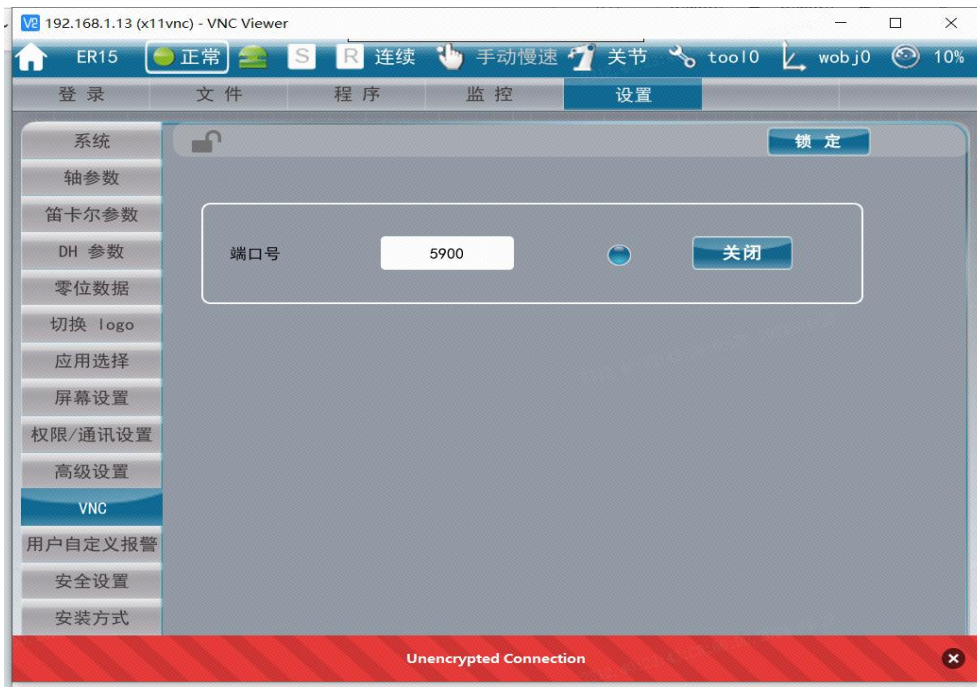 192.168.1.13 (x11vnc) - VNC Viewer
ER15 正常 S R 连续 手动慢速 关节 tool0 wobj0 10%
登录 文件 程序 监控 设置
系统
锁定
轴参数
笛卡尔参数
DH 参数
端口号 5900 关闭
零位数据
切换 logo
应用选择
屏幕设置
权限/通讯设置
高级设置
VNC
用户自定义报警
安全设置
安装方式
Unencrypted Connection